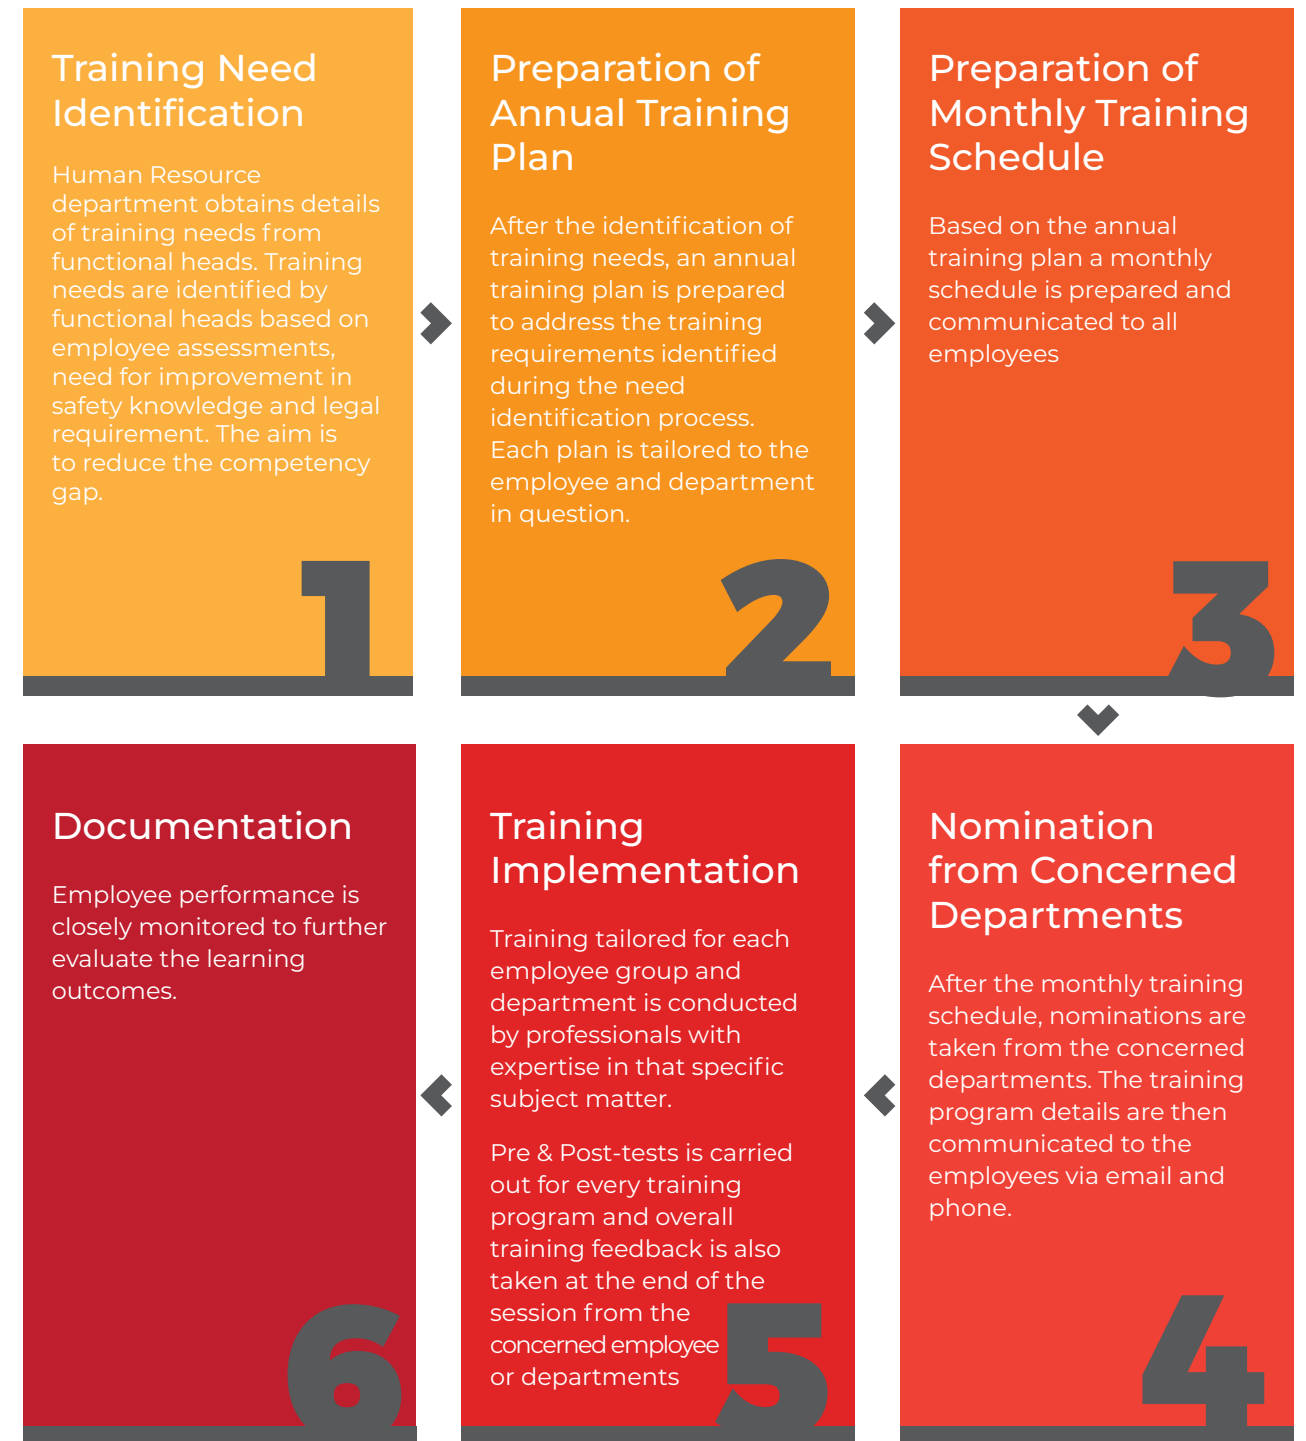 Training Need
Identification
Human Resource
department obtains details
of training needs from
functional heads. Training
needs are identified by
functional heads based on
employee assessments,
need for improvement in
safety knowledge and legal
requirement. The aim is
to reduce the competency
gap.
1
Preparation of
Annual Training
Plan
After the identification of
training needs, an annual
training plan is prepared
to address the training
requirements identified
during the need
identification process.
Each plan is tailored to the
employee and department
in question.
2
Preparation of
Monthly Training
Schedule
Based on the annual
training plan a monthly
schedule is prepared and
communicated to all
employees
3
Nomination
from Concerned
Departments
After the monthly training
schedule, nominations are
taken from the concerned
departments. The training
program details are then
communicated to the
employees via email and
phone.
4
Training
Implementation
Training tailored for each
employee group and
department is conducted
by professionals with
expertise in that specific
subject matter.
Pre & Post-tests is carried
out for every training
program and overall
training feedback is also
taken at the end of the
session from the
concerned employee
or departments
5
Documentation
Employee performance is
closely monitored to further
evaluate the learning
outcomes.
6